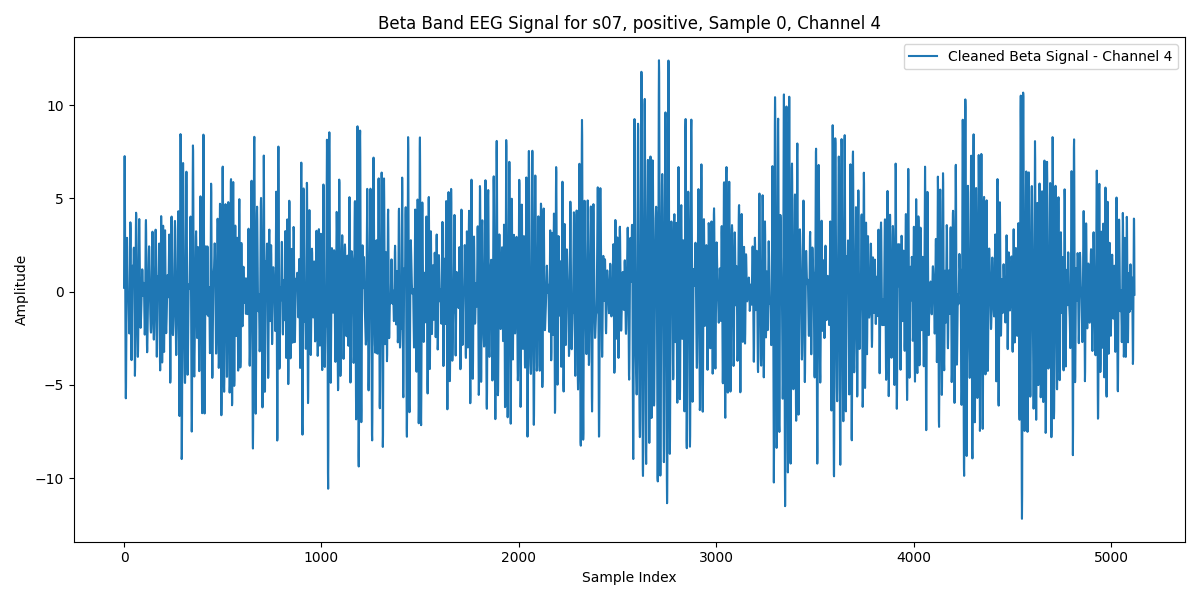 Beta Band EEG Signal for s07, positive, Sample 0, Channel 4
Cleaned Beta Signal - Channel 4
Amplitude
10
5
0
−5
−10
0 1000 2000 3000 4000 5000
Sample Index